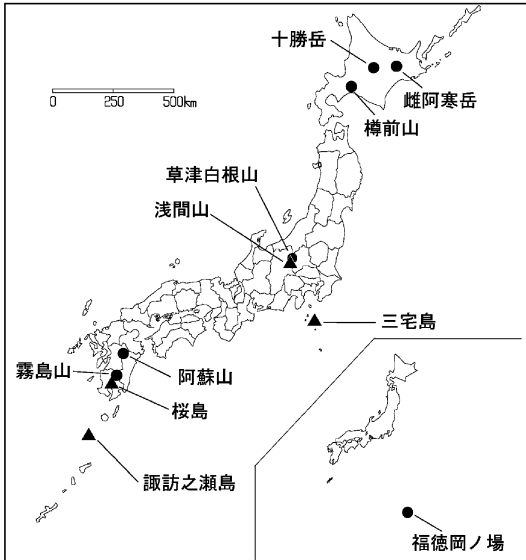 十勝岳
雌阿寒岳
樽前山
0 250 500km
草津白根山
浅間山
三宅島
霧島山
阿蘇山
桜島
諏訪之瀬島
福徳岡ノ場